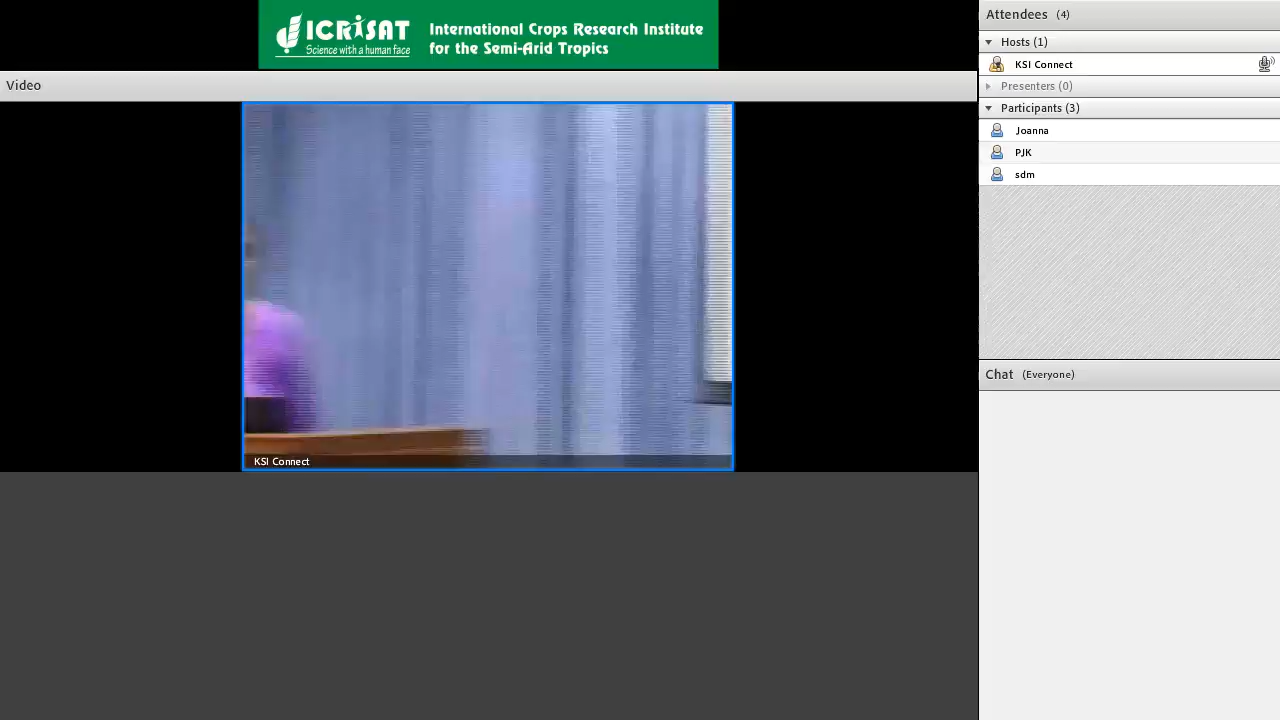 ICRISAT
Science with a human face
International Crops Research Institute
for the Semi-Arid Tropics
Video
KSI Connect
Attendees (4)
Hosts (1)
KSI Connect
Presenters (0)
Participants (3)
Joanna
PJK
sdm
Chat (Everyone)